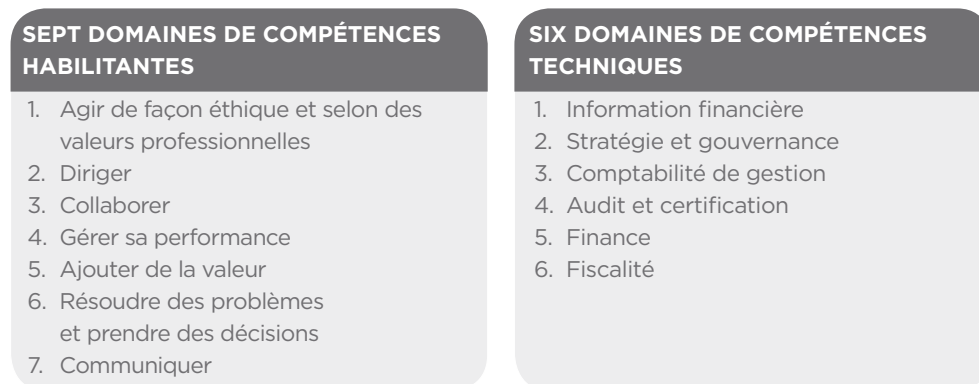 SEPT DOMAINES DE COMPÉTENCES
HABILITANTES
1. Agir de façon éthique et selon des
valeurs professionnelles
2. Diriger
3. Collaborer
4. Gérer sa performance
5. Ajouter de la valeur
6. Résoudre des problèmes
et prendre des décisions
7. Communiquer
SIX DOMAINES DE COMPÉTENCES
TECHNIQUES
1. Information financière
2. Stratégie et gouvernance
3. Comptabilité de gestion
4. Audit et certification
5. Finance
6. Fiscalité